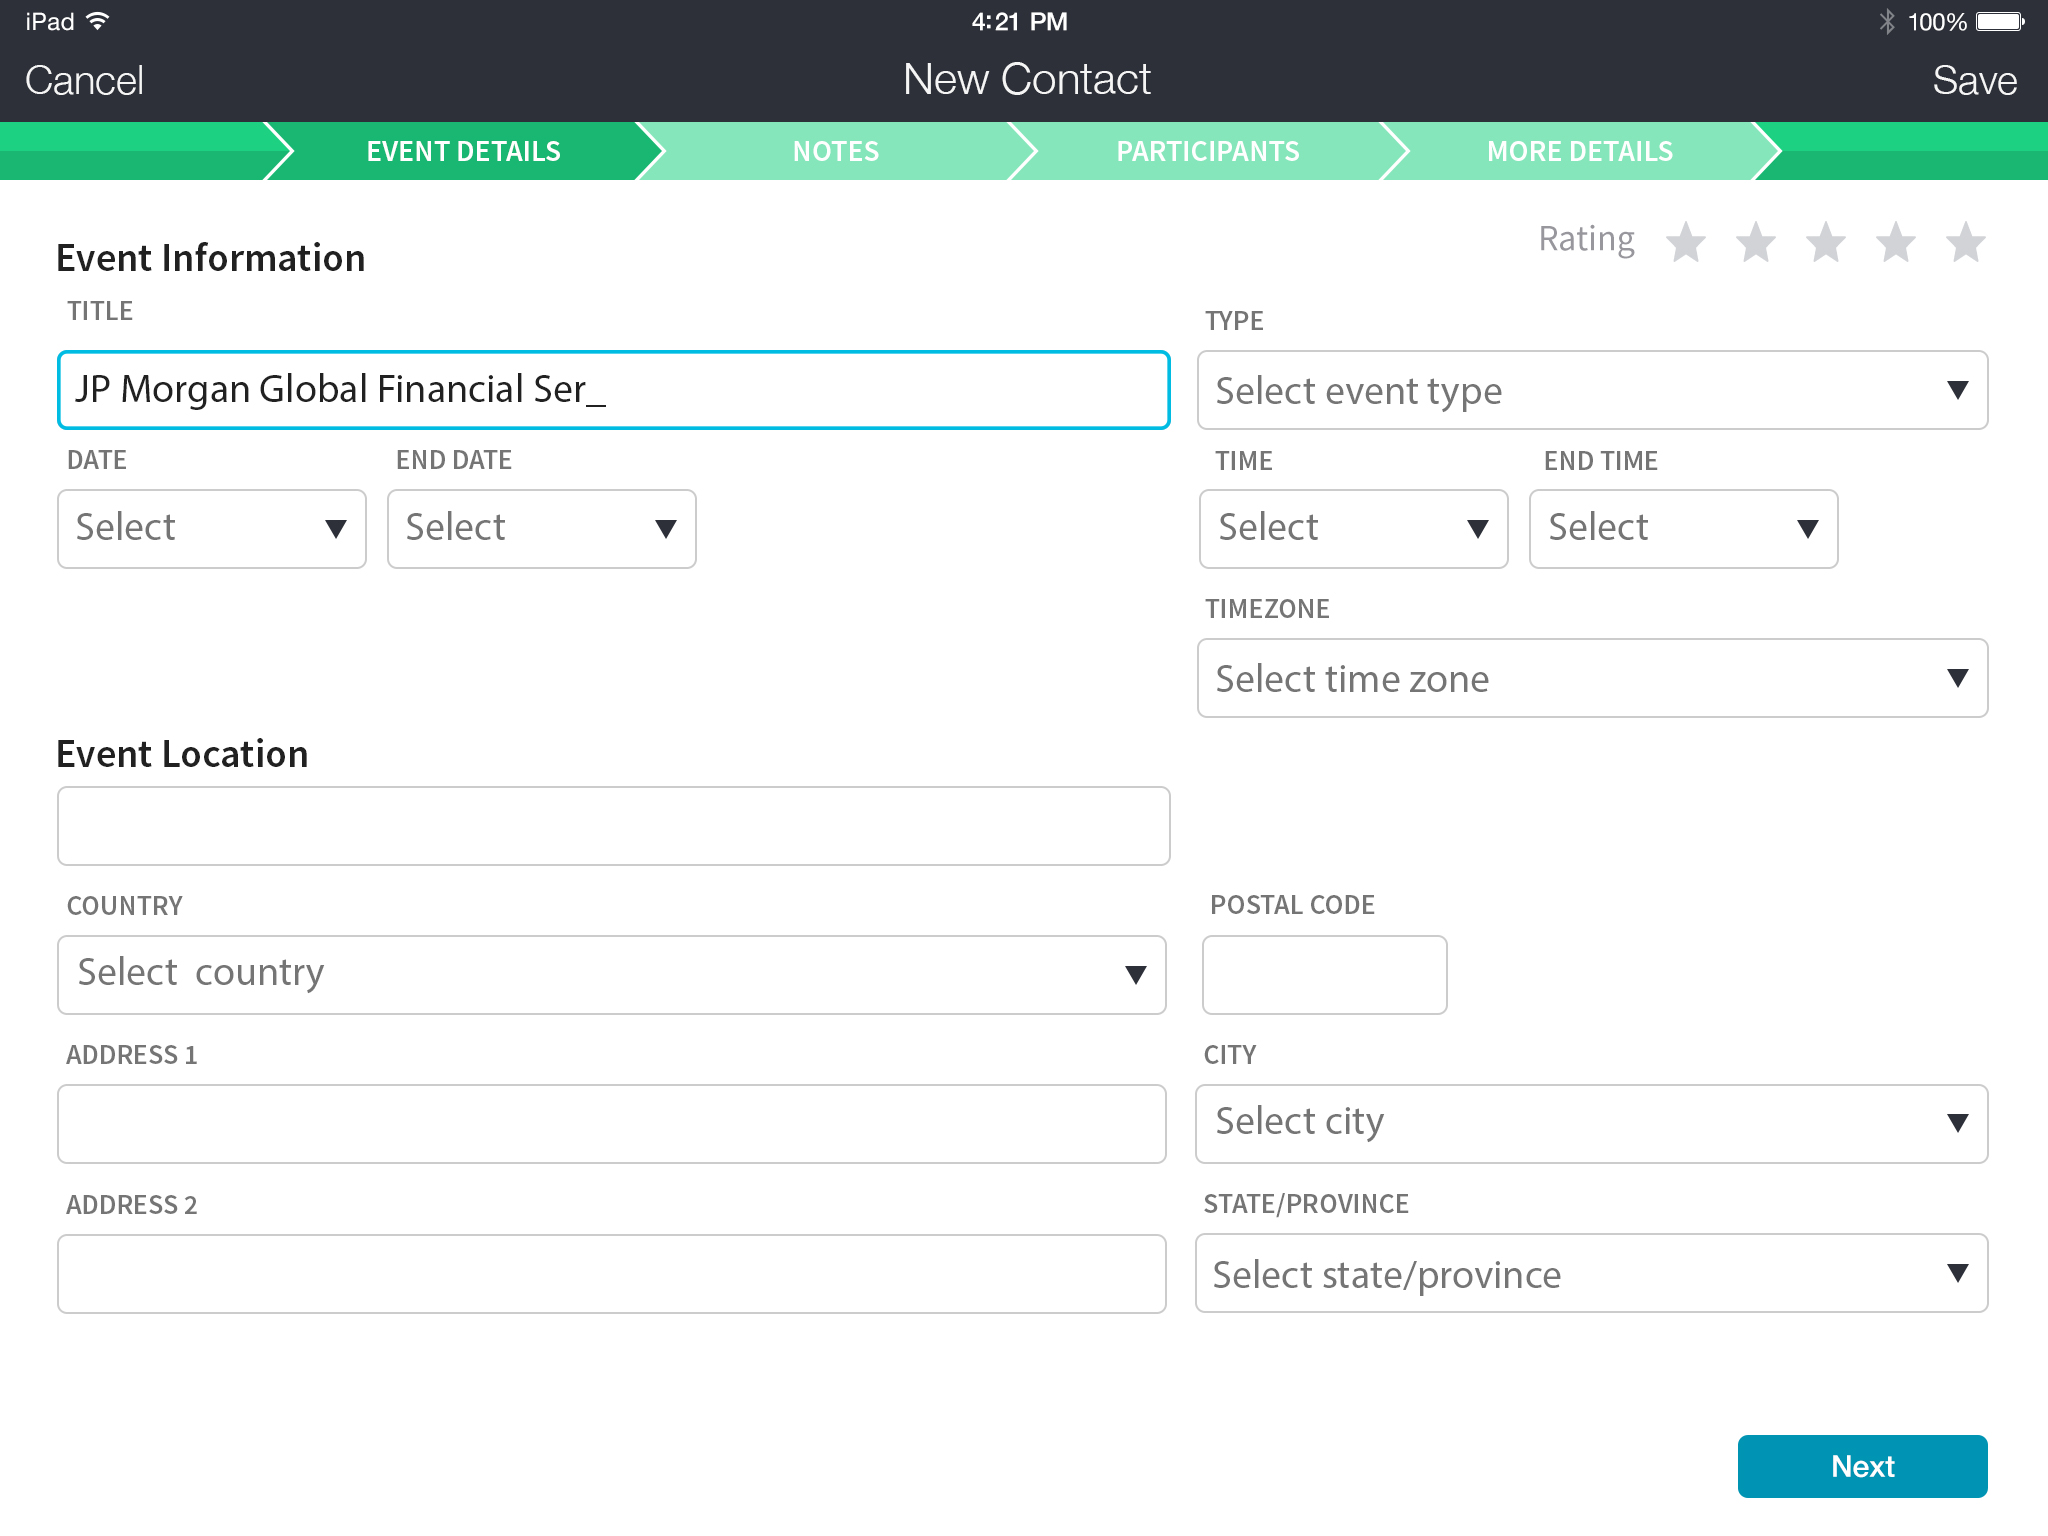 iPad 4:21 PM 100%
Cancel New Contact Save
EVENT DETAILS NOTES PARTICIPANTS MORE DETAILS
Rating
Event Information
TITLE TYPE
JP Morgan Global Financial Ser_ Select event type
DATE END DATE TIME END TIME
Select Select Select Select
TIMEZONE
Select time zone
Event Location
COUNTRY POSTAL CODE
Select  country
ADDRESS 1 CITY
Select city
ADDRESS 2 STATE/PROVINCE
Select state/province
Next